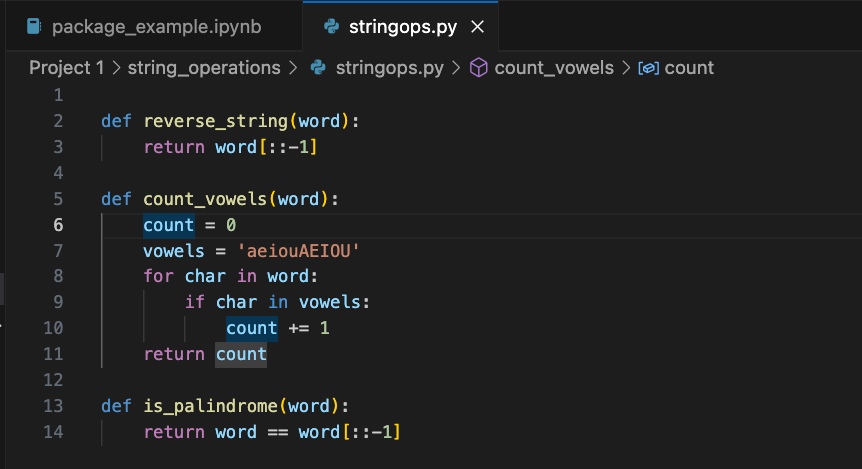 package_example.ipynb stringops.py
Project 1 > string_operations > stringops.py > count_vowels > count
1
2 def reverse_string(word):
3     return word[::-1]
4
5 def count_vowels(word):
6     count = 0
7     vowels = 'aeiouAEIOU'
8     for char in word:
9         if char in vowels:
10             count += 1
11     return count
12
13 def is_palindrome(word):
14     return word == word[::-1]